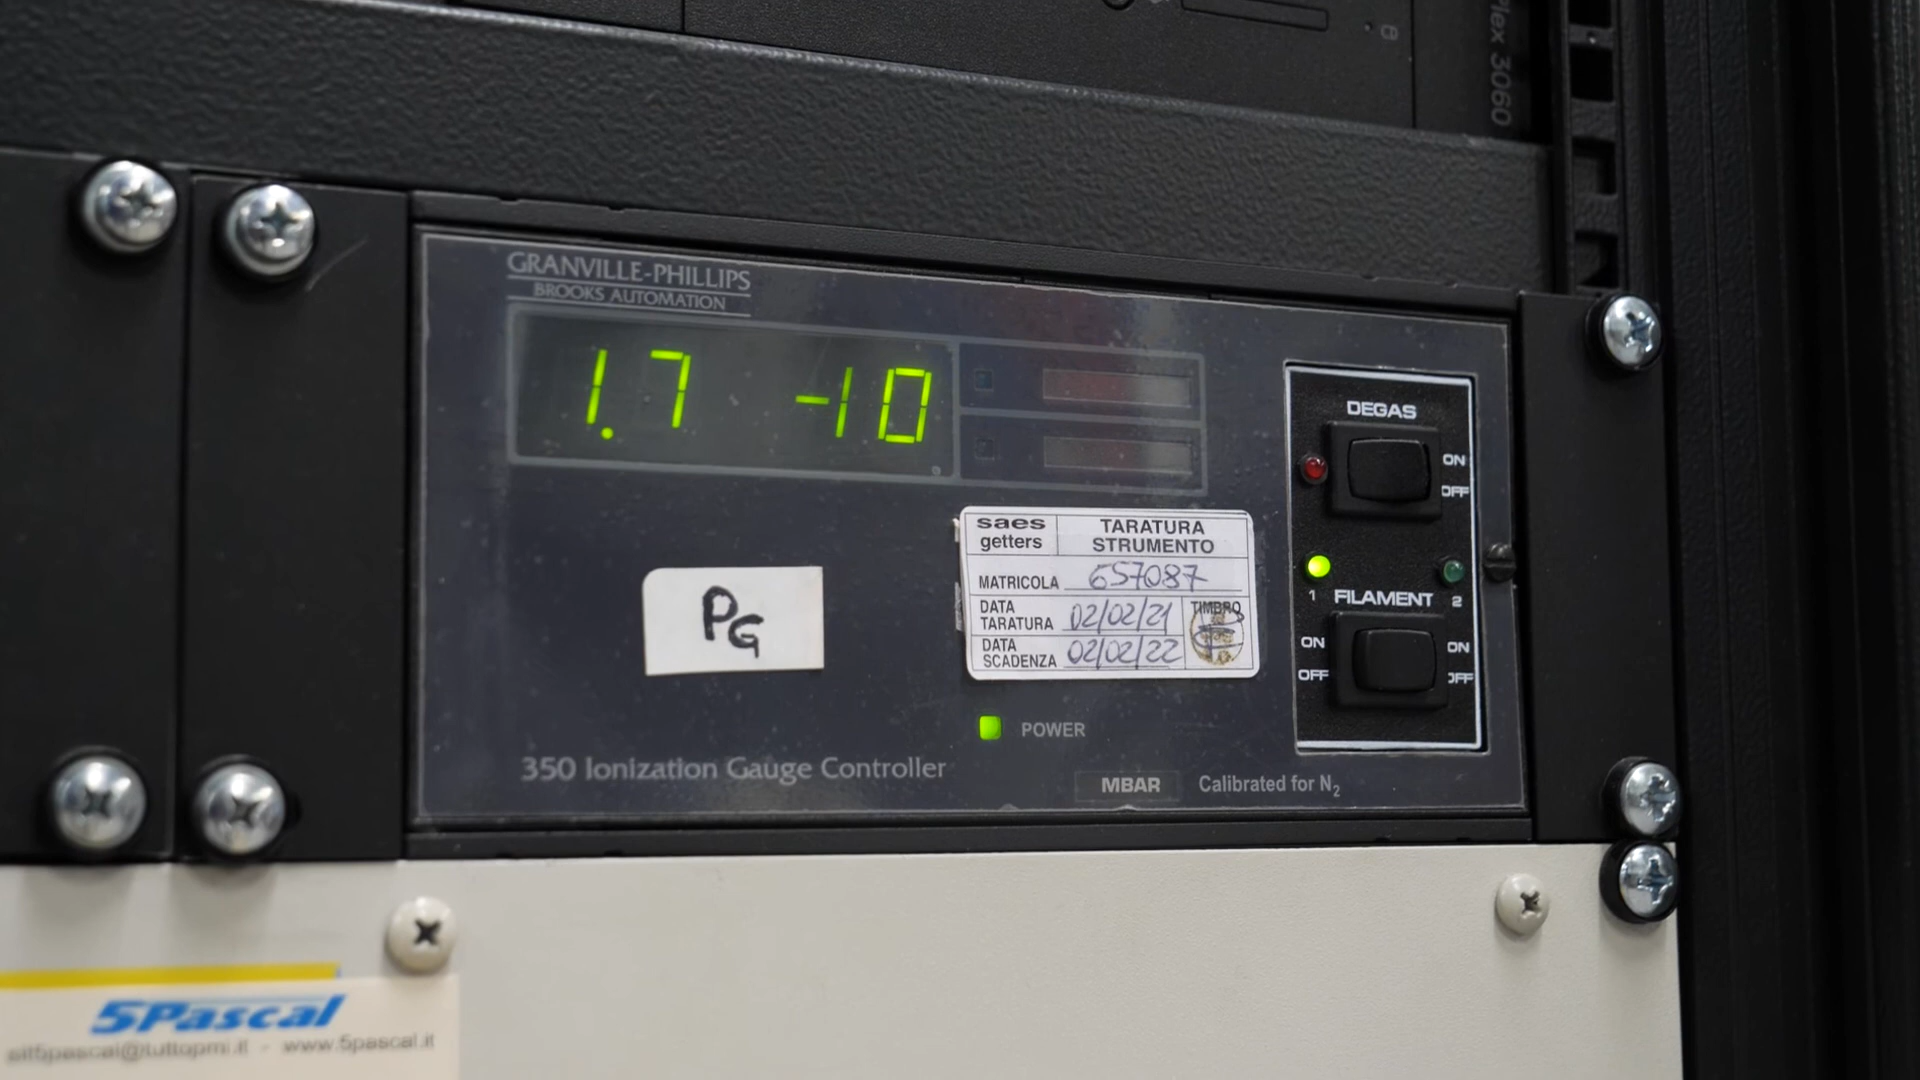 Plex 3060
GRANVILLE-PHILLIPS
BROOKS AUTOMATION
1.7 -10
DEGAS
ON
OFF
saes
getters
TARATURA
STRUMENTO
MATRICOLA 657087
DATA
TARATURA 02/02/21
TIMBRO
DATA
SCADENZA 02/02/22
PG
1 FILAMENT 2
ON ON
OFF OFF
POWER
350 Ionization Gauge Controller
MBAR Calibrated for N2
5Pascal
www.5pascal.it